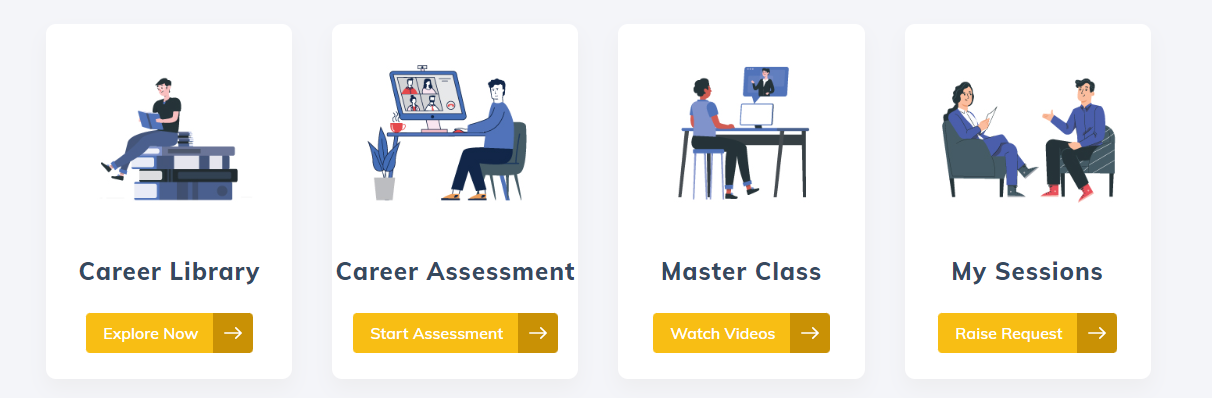 Career Library
Explore Now
Career Assessment
Start Assessment
Master Class
Watch Videos
My Sessions
Raise Request